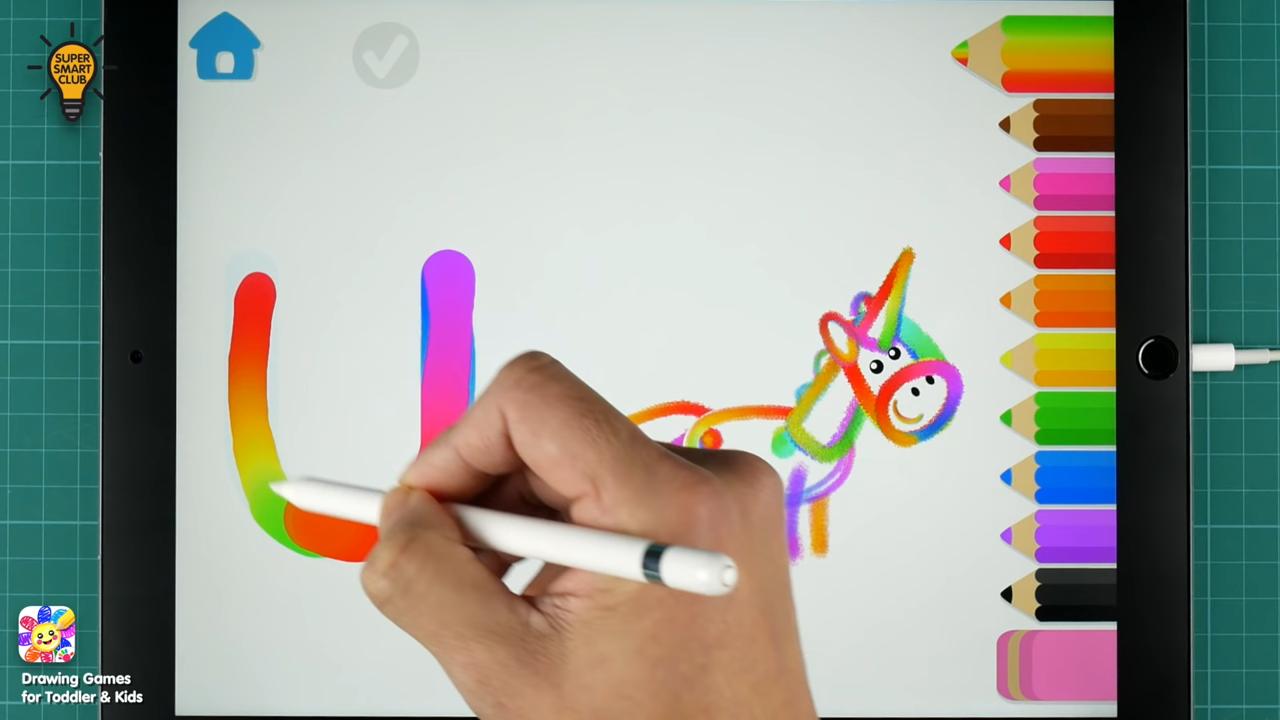 SUPER
SMART
CLUB
U
Drawing Games
for Toddler & Kids